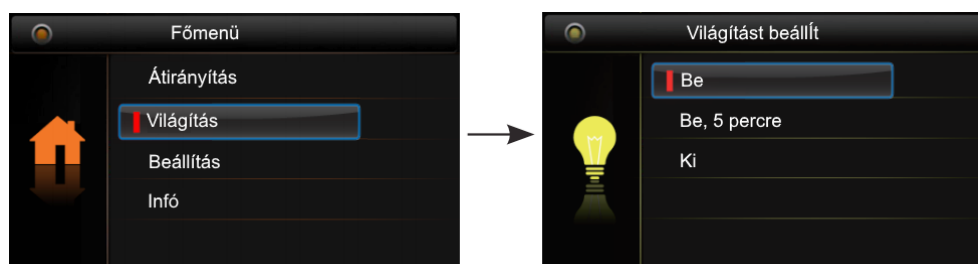 Főmenü
Átirányítás
Világítás
Beállítás
Infó
Világítást beállÍt
Be
Be, 5 percre
Ki